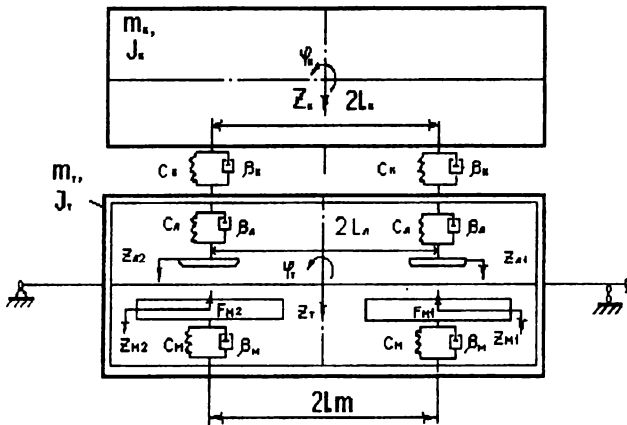 mк,
Jк
φк
Zк 2Lк
mт,
Jт
Cк βк Cк βк
Cл βл 2Lл Cл βл
Zл2 φт Zл1
Fм2 Zт Fм1
Zм2 Cм βм Cм βм Zм1
2Lm